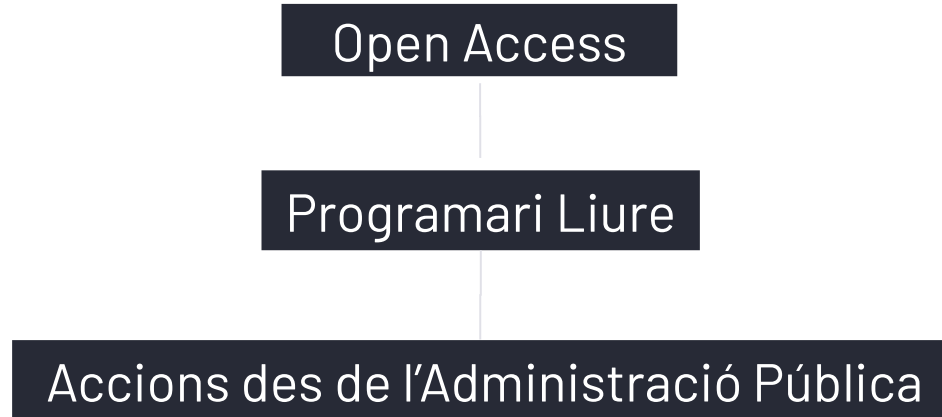 Open Access
Programari Liure
Accions des de l’Administració Pública